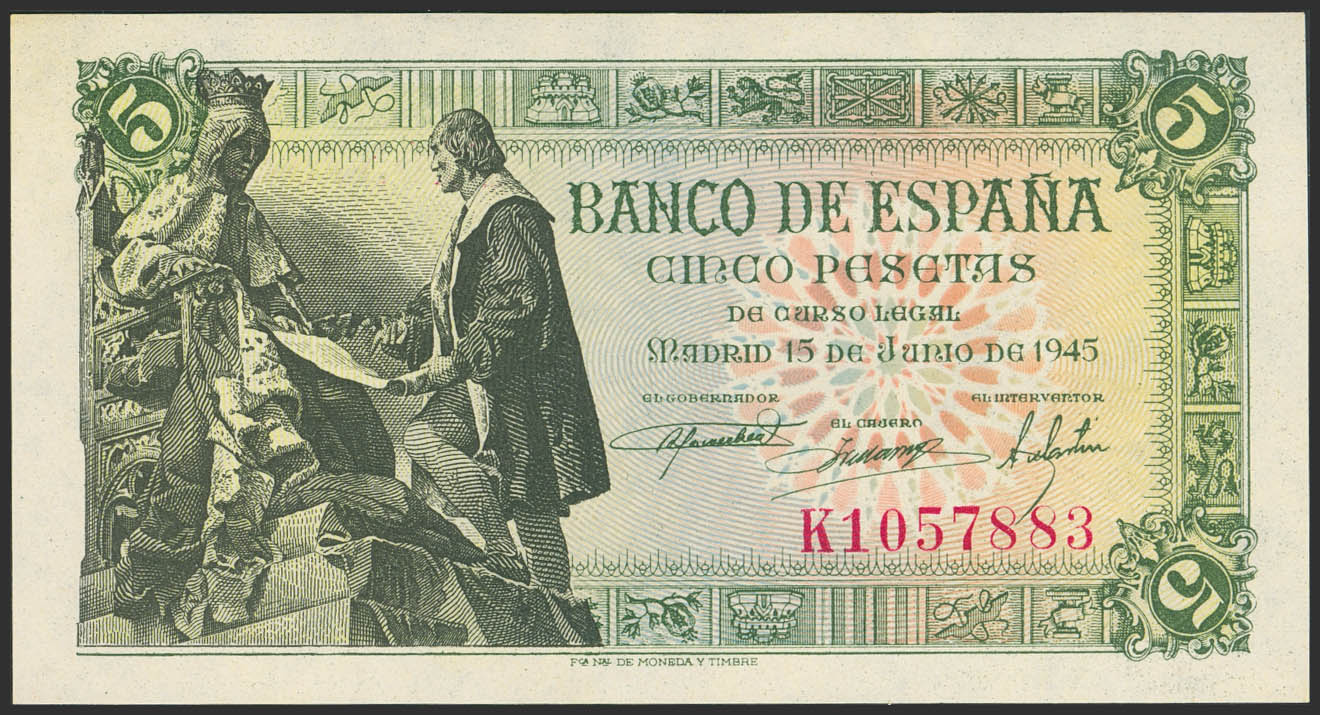 5
5
BANCO DE ESPAÑA
CINCO PESETAS
DE CURSO LEGAL
MADRID 15 DE JUNIO DE 1945
EL GOBERNADOR
EL INTERVENTOR
EL CAJERO
K1057883
5
FCA NAL DE MONEDA Y TIMBRE